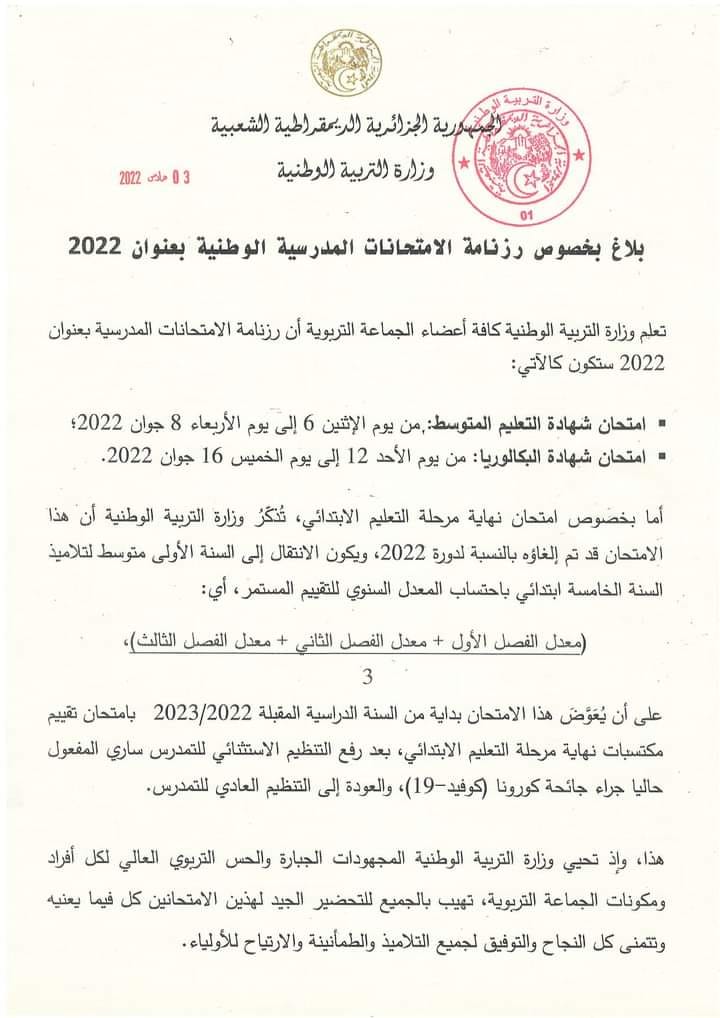 الجمهورية الجزائرية الديمقراطية الشعبية
وزارة التربية الوطنية
وزارة التربية الوطنية
01
03 مارس 2022
بلاغ بخصوص رزنامة الامتحانات المدرسية الوطنية بعنوان 2022
تعلم وزارة التربية الوطنية كافة أعضاء الجماعة التربوية أن رزنامة الامتحانات المدرسية بعنوان
2022 ستكون كالآتي:
▪ امتحان شهادة التعليم المتوسط: من يوم الإثنين 6 إلى يوم الأربعاء 8 جوان 2022؛
▪ امتحان شهادة البكالوريا: من يوم الأحد 12 إلى يوم الخميس 16 جوان 2022.
أما بخصوص امتحان نهاية مرحلة التعليم الابتدائي، تُذكّرُ وزارة التربية الوطنية أن هذا
الامتحان قد تم إلغاؤه بالنسبة لدورة 2022، ويكون الانتقال إلى السنة الأولى متوسط لتلاميذ
السنة الخامسة ابتدائي باحتساب المعدل السنوي للتقييم المستمر، أي:
(معدل الفصل الأول + معدل الفصل الثاني + معدل الفصل الثالث)،
3
على أن يُعَوَّضَ هذا الامتحان بداية من السنة الدراسية المقبلة 2023/2022 بامتحان تقييم
مكتسبات نهاية مرحلة التعليم الابتدائي، بعد رفع التنظيم الاستثنائي للتمدرس ساري المفعول
حاليا جراء جائحة كورونا (كوفيد-19)، والعودة إلى التنظيم العادي للتمدرس.
هذا، وإذ تحيي وزارة التربية الوطنية المجهودات الجبارة والحس التربوي العالي لكل أفراد
ومكونات الجماعة التربوية، تهيب بالجميع للتحضير الجيد لهذين الامتحانين كل فيما يعنيه
وتتمنى كل النجاح والتوفيق لجميع التلاميذ والطمأنينة والارتياح للأولياء.